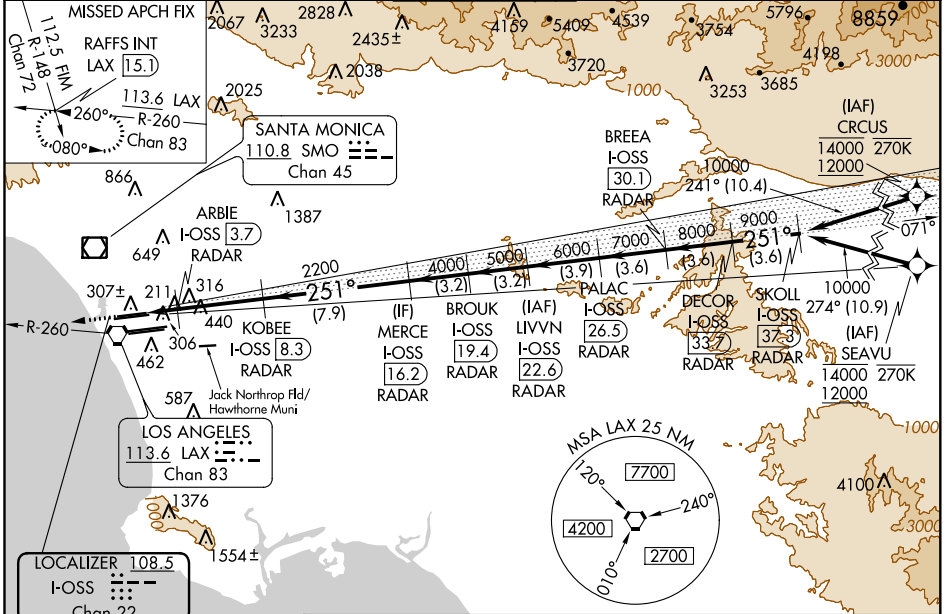 MISSED APCH FIX
112.5 FIM
R-148
Chan 72
RAFFS INT
LAX 15.1
113.6 LAX
260°
R-260
Chan 83
080°
2067
3233
2828
2435±
2038
2025
4159
5409
4539
3720
3754
5796
4198
8859
3253
3685
3000
1000
SANTA MONICA
110.8 SMO
Chan 45
866
1387
649
ARBIE
I-OSS 3.7
RADAR
BREEA
I-OSS
30.1
RADAR
(IAF)
CRCUS
14000 270K
12000
10000
241° (10.4)
071°
307±
211
316
440
462
306
R-260
2200
251°
(7.9)
4000
(3.2)
5000
(3.2)
6000
(3.9)
7000
(3.6)
8000
(3.6)
9000
(3.6)
251°
10000
274° (10.9)
KOBEE
I-OSS 8.3
RADAR
(IF)
MERCE
I-OSS
16.2
RADAR
BROUK
I-OSS
19.4
RADAR
(IAF)
LIVVN
I-OSS
22.6
RADAR
PALAC
I-OSS
26.5
RADAR
DECOR
I-OSS
33.7
RADAR
SKOLL
I-OSS
37.3
RADAR
(IAF)
SEAVU
14000 270K
12000
Jack Northrop Fld/
Hawthorne Muni
587
LOS ANGELES
113.6 LAX
Chan 83
1376
1554±
MSA LAX 25 NM
120°
7700
240°
4200
2700
010°
1000
4100
3000
LOCALIZER 108.5
I-OSS
Chan 22